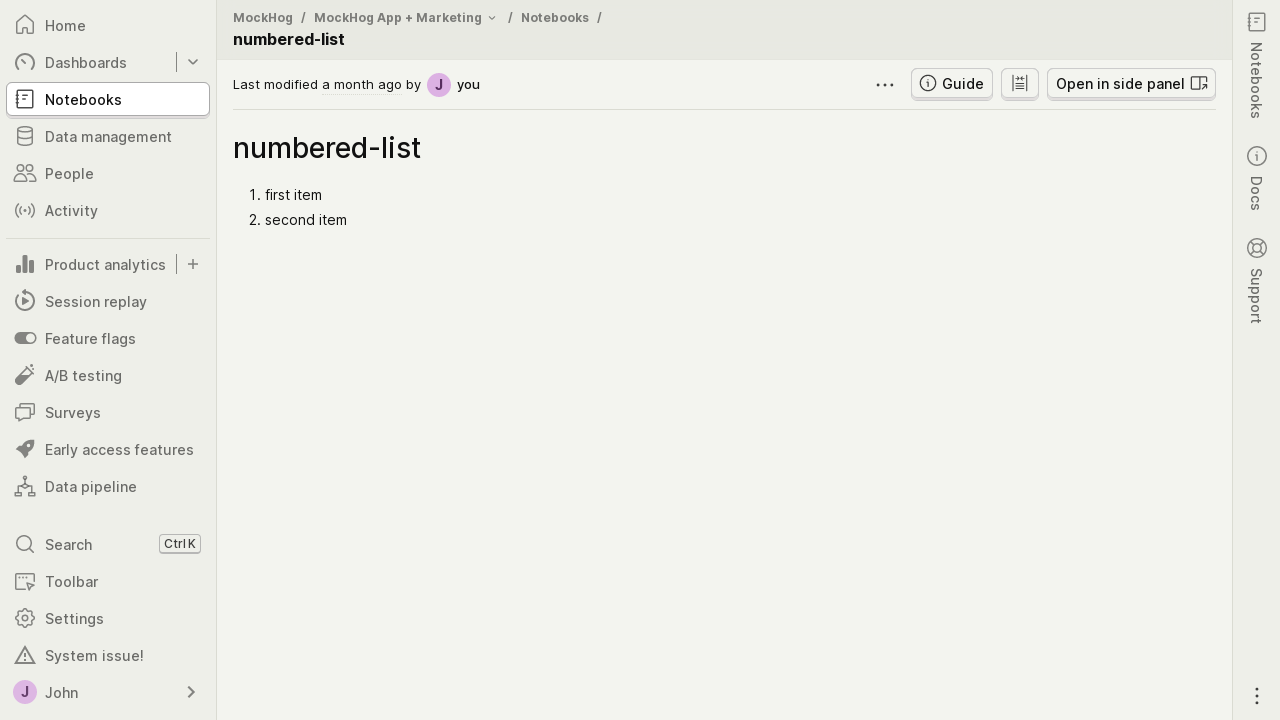 Home
Dashboards
Notebooks
Data management
People
Activity
Product analytics
Session replay
Feature flags
A/B testing
Surveys
Early access features
Data pipeline
Search Ctrl K
Toolbar
Settings
System issue!
J John
MockHog / MockHog App + Marketing / Notebooks /
numbered-list
Last modified a month ago by J you
Guide
Open in side panel
numbered-list
1. first item
2. second item
Notebooks
Docs
Support